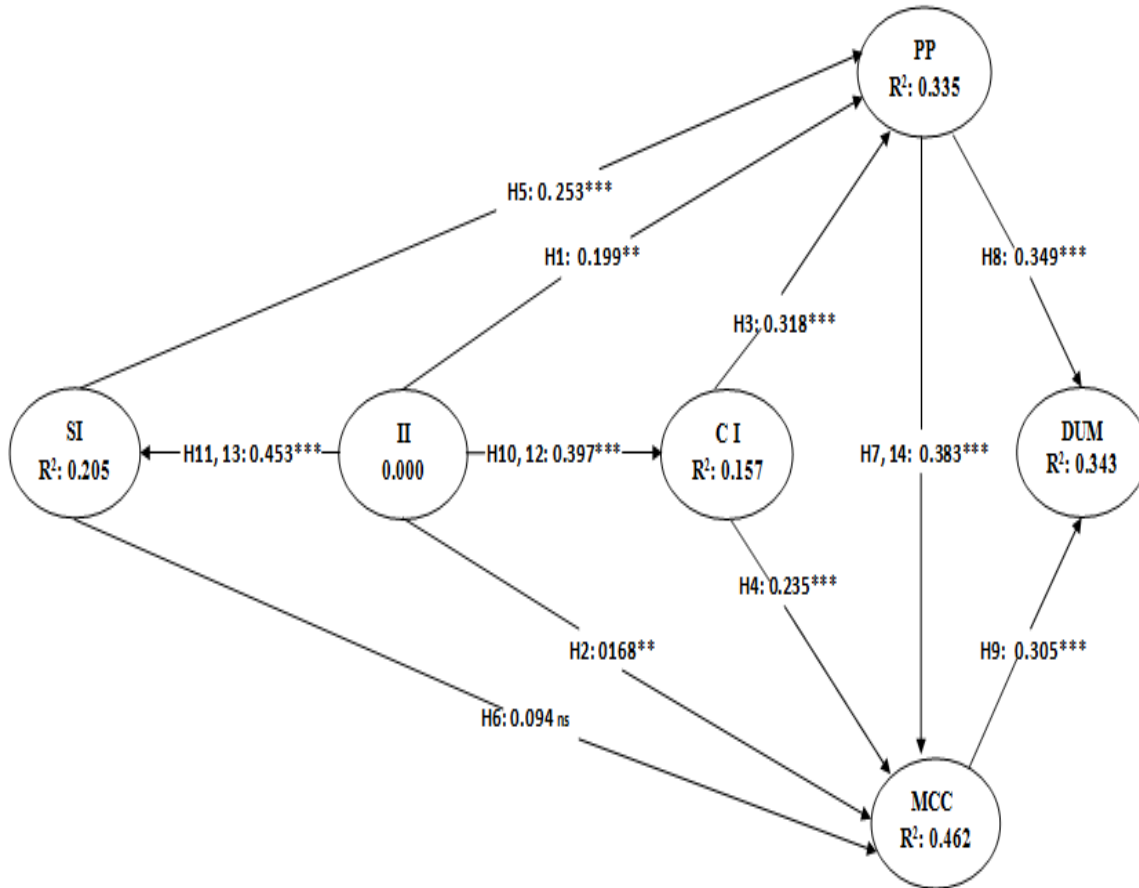 PP
R²: 0.335
H5: 0. 253***
H1: 0.199**
H8: 0.349***
H3: 0.318***
SI
R²: 0.205
H11, 13: 0.453***
II
0.000
H10, 12: 0.397***
C I
R²: 0.157
H7, 14: 0.383***
DUM
R²: 0.343
H4: 0.235***
H2: 0168**
H9: 0.305***
H6: 0.094 ns
MCC
R²: 0.462